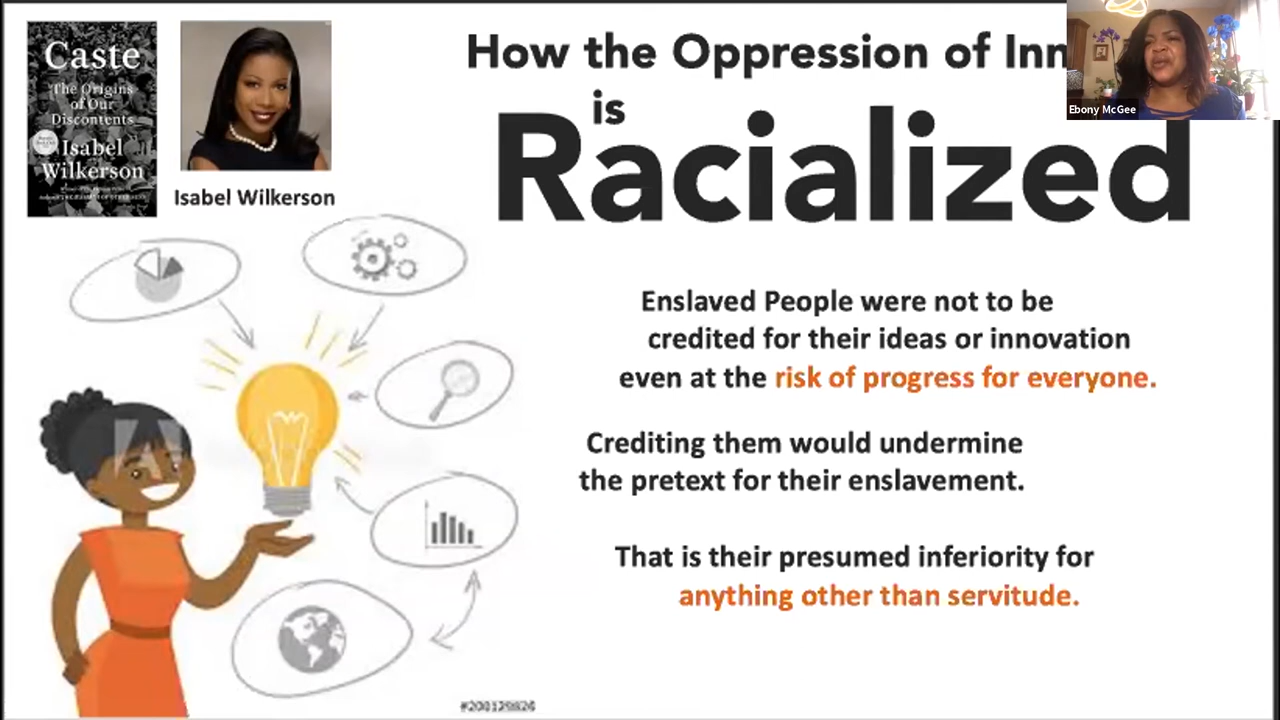 Caste
The Origins
of Our
Discontents
Isabel
Wilkerson
Isabel Wilkerson
How the Oppression of Inn
is
Racialized
Ebony McGee
Enslaved People were not to be
credited for their ideas or innovation
even at the risk of progress for everyone.
Crediting them would undermine
the pretext for their enslavement.
That is their presumed inferiority for
anything other than servitude.